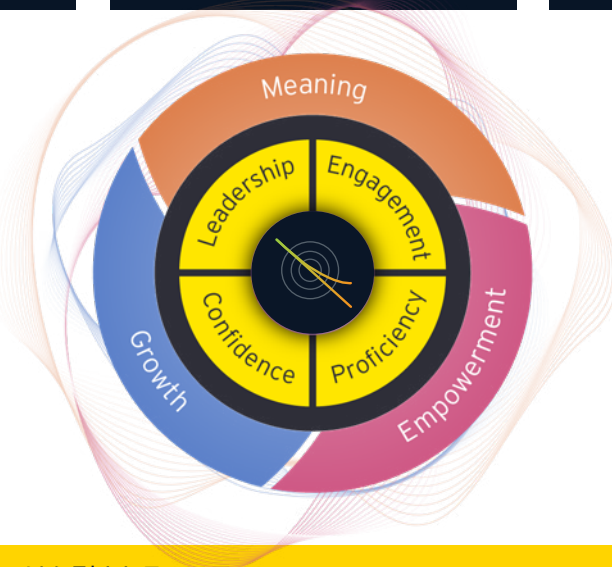 Meaning
Leadership
Engagement
Confidence
Proficiency
Growth
Empowerment